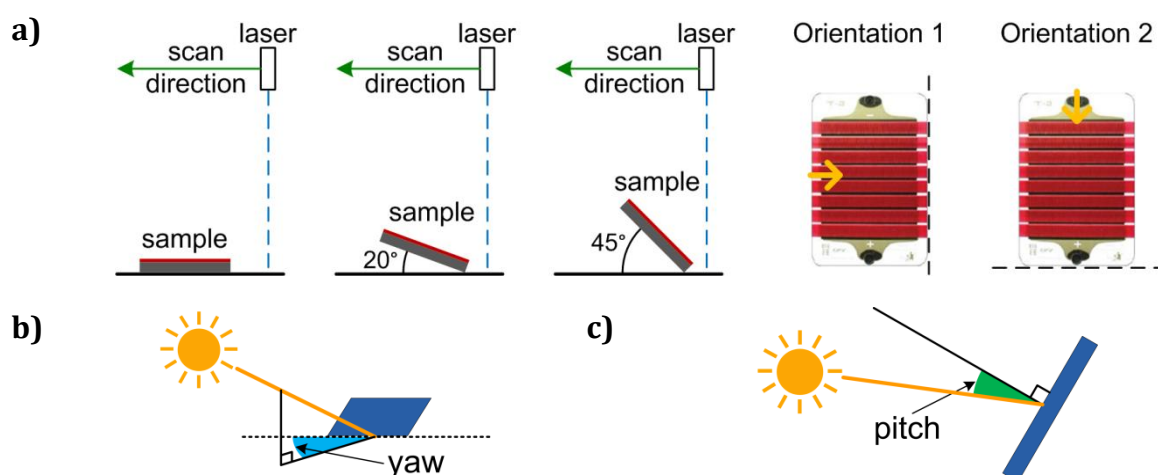 a)
laser
scan
direction
sample
laser
scan
direction
sample
20°
laser
scan
direction
sample
45°
Orientation 1
-
+
Orientation 2
-
+
b)
yaw
c)
pitch